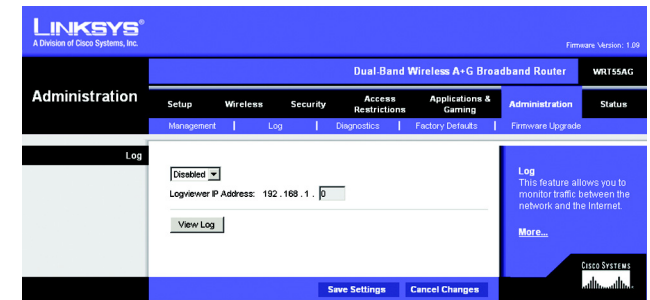 LINKSYS®
A Division of Cisco Systems, Inc.
Firmware Version: 1.09
Dual-Band Wireless A+G Broadband Router
WRT55AG
Administration
Setup
Wireless
Security
Access Restrictions
Applications & Gaming
Administration
Status
Management | Log | Diagnostics | Factory Defaults | Firmware Upgrade
Log
Disabled
Logviewer IP Address: 192 . 168 . 1 . 0
View Log
Log
This feature allows you to
monitor traffic between the
network and the Internet.
More...
CISCO SYSTEMS
Save Settings
Cancel Changes